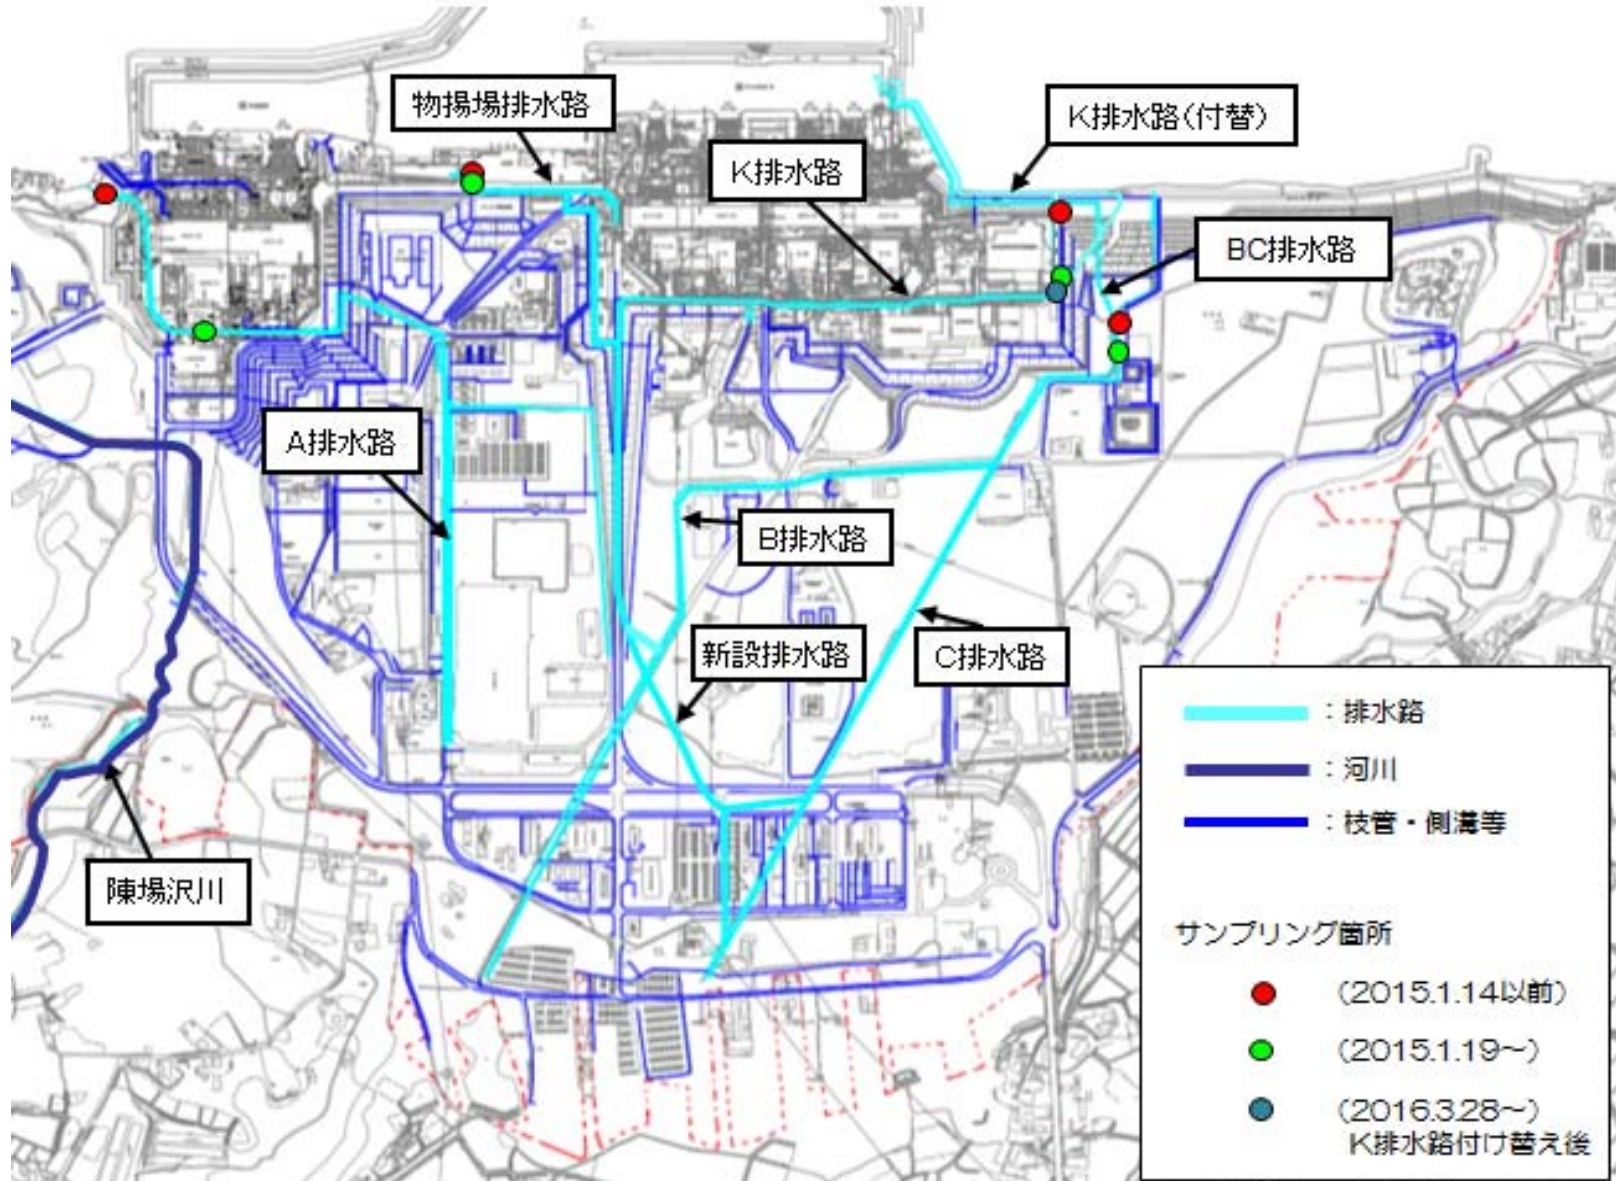 物揚場排水路
K排水路(付替)
K排水路
BC排水路
A排水路
B排水路
新設排水路
C排水路
陳場沢川
：排水路
：河川
：枝管・側溝等
サンプリング箇所
(2015.1.14以前)
(2015.1.19～)
(2016.3.28～)
K排水路付け替え後